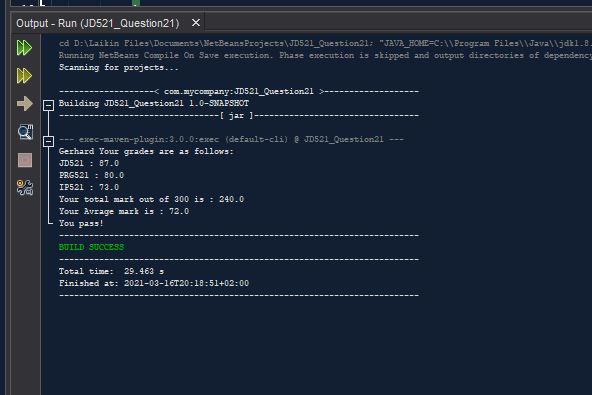 Output - Run (JD521_Question21) ×
cd D:\Laikin Files\Documents\NetBeansProjects\JD521_Question21; "JAVA_HOME=C:\\Program Files\\Java\\jdk1.8.
Running NetBeans Compile On Save execution. Phase execution is skipped and output directories of dependency
Scanning for projects...
------------------< com.mycompany:JD521_Question21 >------------------
Building JD521_Question21 1.0-SNAPSHOT
--------------------------------[ jar ]---------------------------------
--- exec-maven-plugin:3.0.0:exec (default-cli) @ JD521_Question21 ---
Gerhard Your grades are as follows:
JD521 : 87.0
PRG521 : 80.0
IP521 : 73.0
Your total mark out of 300 is : 240.0
Your Avrage mark is : 72.0
You pass!
------------------------------------------------------------------------
BUILD SUCCESS
------------------------------------------------------------------------
Total time:  29.463 s
Finished at: 2021-03-16T20:18:51+02:00
------------------------------------------------------------------------